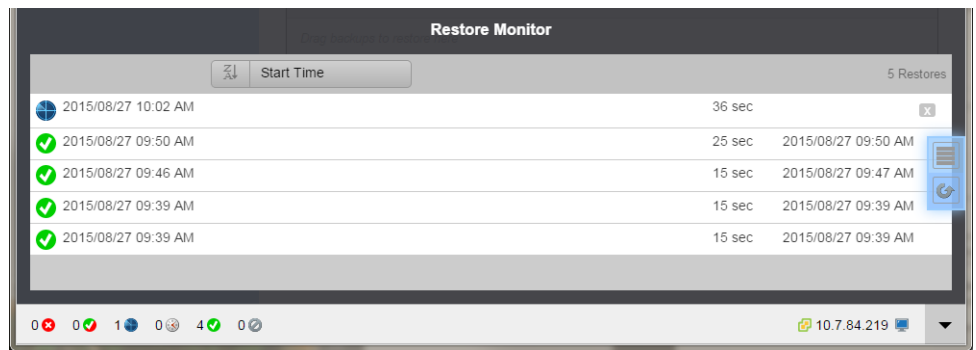 Restore Monitor
Start Time 5 Restores
2015/08/27 10:02 AM 36 sec X
2015/08/27 09:50 AM 25 sec 2015/08/27 09:50 AM
2015/08/27 09:46 AM 15 sec 2015/08/27 09:47 AM
2015/08/27 09:39 AM 15 sec 2015/08/27 09:39 AM
2015/08/27 09:39 AM 15 sec 2015/08/27 09:39 AM
0 0 1 0 4 0 10.7.84.219